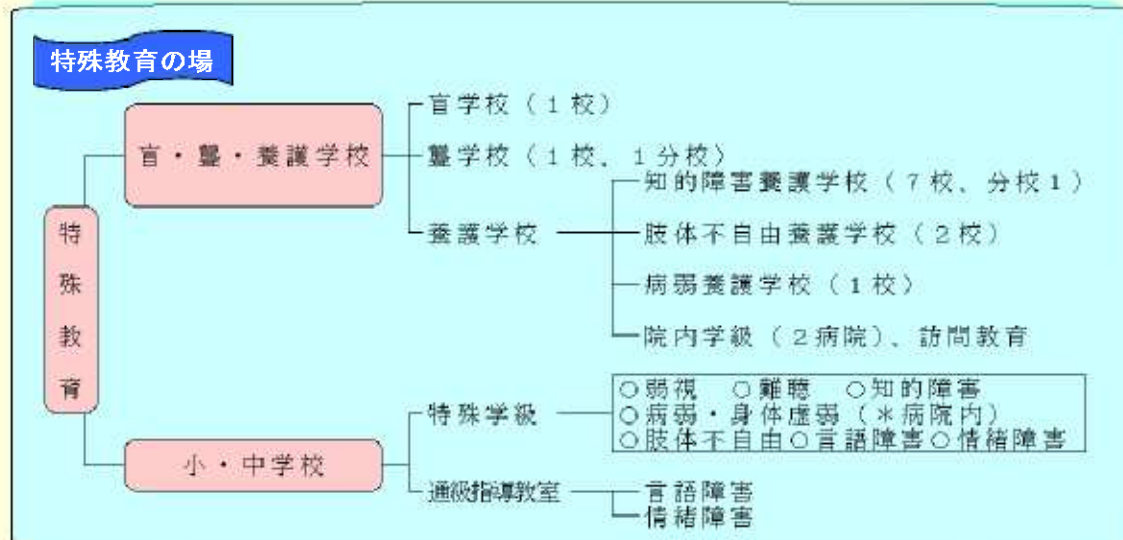 特殊教育の場
特殊教育
盲・聾・養護学校
盲学校（１校）
聾学校（１校、１分校）
養護学校
知的障害養護学校（７校、分校１）
肢体不自由養護学校（２校）
病弱養護学校（１校）
院内学級（２病院）、訪問教育
小・中学校
特殊学級
○弱視　○難聴　○知的障害
○病弱・身体虚弱（＊病院内）
○肢体不自由○言語障害○情緒障害
通級指導教室
言語障害
情緒障害